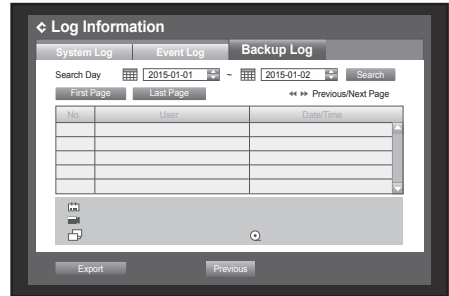 Log Information
System Log Event Log Backup Log
Search Day 2015-01-01 ~ 2015-01-02 Search
First Page Last Page Previous/Next Page
No. User Date/Time
Export Previous